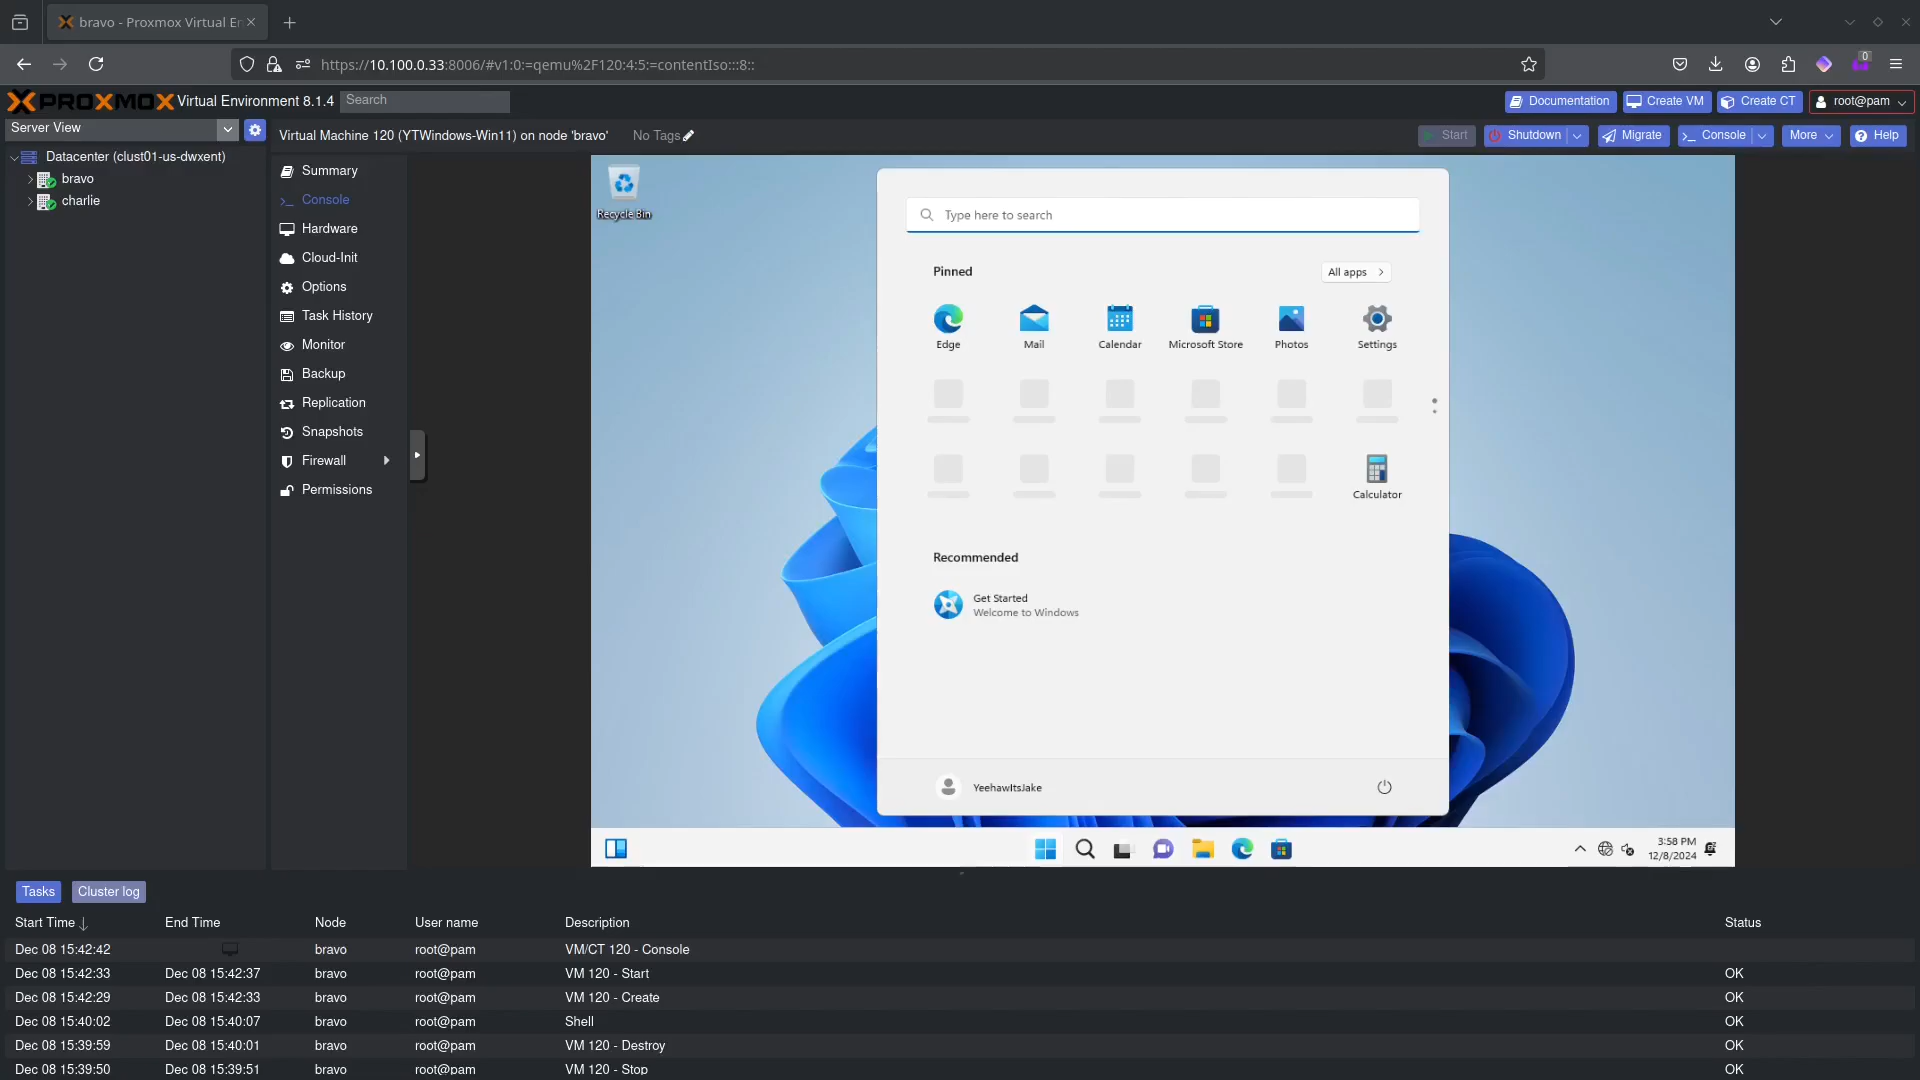 bravo - Proxmox Virtual En
https://10.100.0.33:8006/#v1:0:=qemu%2F120:4:5:=contentIso:::8::
0
PROXMOX Virtual Environment 8.1.4
Search
Documentation
Create VM
Create CT
root@pam
Server View
Virtual Machine 120 (YTWindows-Win11) on node 'bravo'
No Tags
Start
Shutdown
Migrate
Console
More
Help
Datacenter (clust01-us-dwxent)
bravo
charlie
Summary
Console
Hardware
Cloud-Init
Options
Task History
Monitor
Backup
Replication
Snapshots
Firewall
Permissions
Recycle Bin
Type here to search
Pinned
All apps
Edge
Mail
Calendar
Microsoft Store
Photos
Settings
Calculator
Recommended
Get Started
Welcome to Windows
YeehawItsJake
3:58 PM
12/8/2024
Tasks
Cluster log
Start Time
End Time
Node
User name
Description
Status
Dec 08 15:42:42
bravo
root@pam
VM/CT 120 - Console
Dec 08 15:42:33
Dec 08 15:42:37
bravo
root@pam
VM 120 - Start
OK
Dec 08 15:42:29
Dec 08 15:42:33
bravo
root@pam
VM 120 - Create
OK
Dec 08 15:40:02
Dec 08 15:40:07
bravo
root@pam
Shell
OK
Dec 08 15:39:59
Dec 08 15:40:01
bravo
root@pam
VM 120 - Destroy
OK
Dec 08 15:39:50
Dec 08 15:39:51
bravo
root@pam
VM 120 - Stop
OK